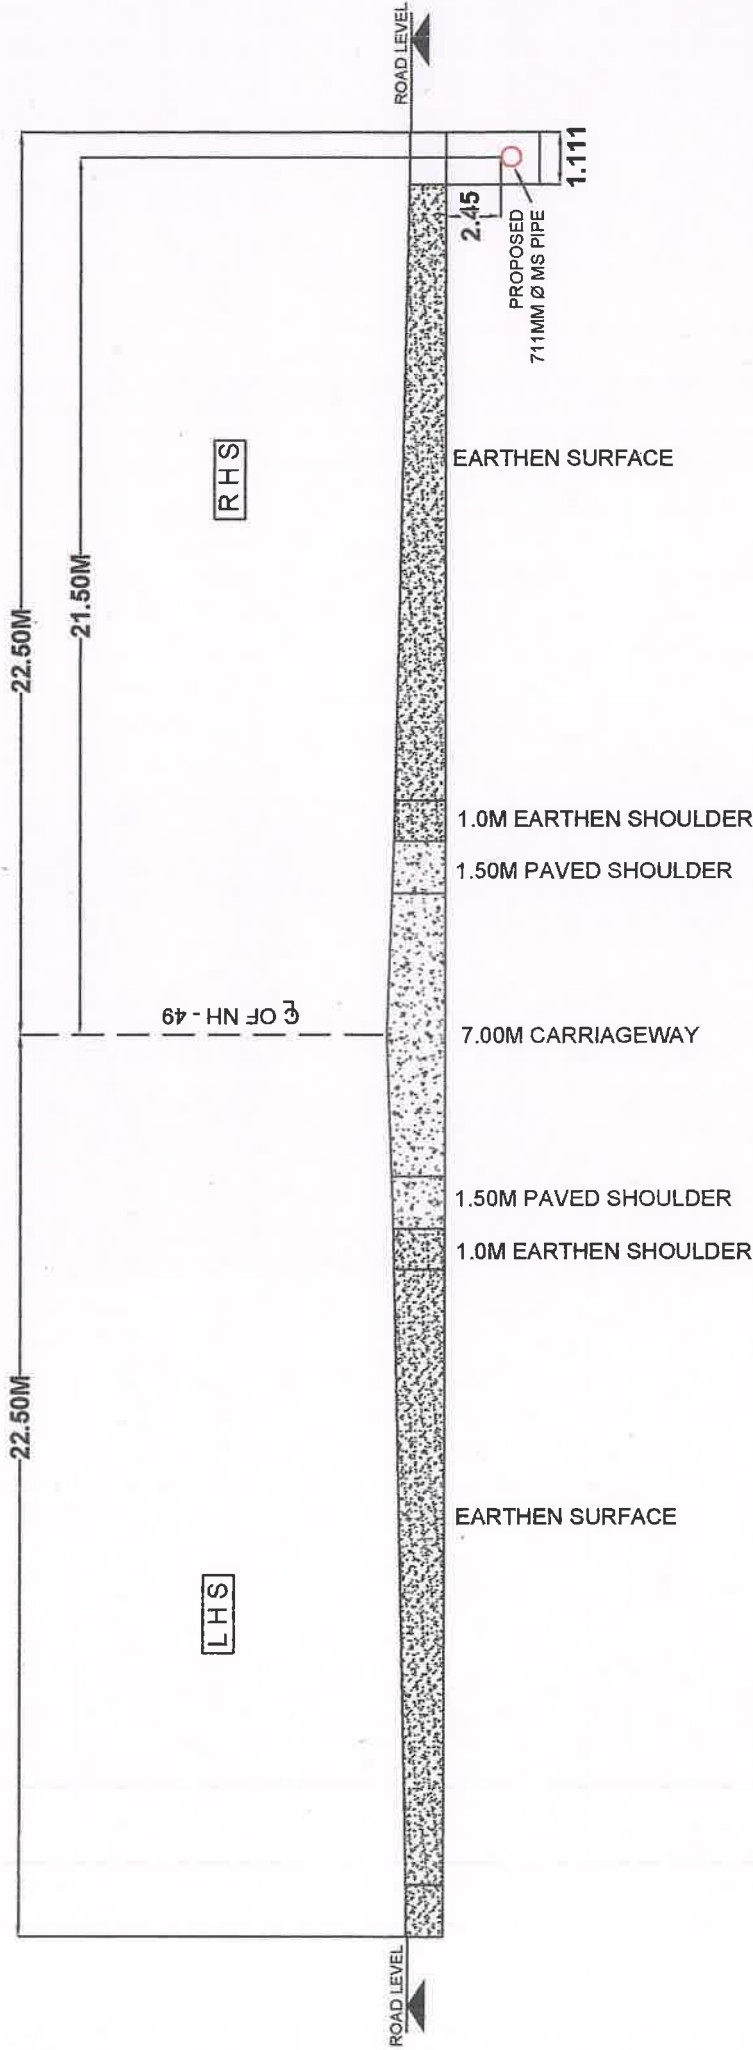 ROAD LEVEL
22.50M
21.50M
RHS
2.45
1.111
PROPOSED
711MM Ø MS PIPE
EARTHEN SURFACE
1.0M EARTHEN SHOULDER
1.50M PAVED SHOULDER
℄ OF NH - 49
7.00M CARRIAGEWAY
1.50M PAVED SHOULDER
1.0M EARTHEN SHOULDER
22.50M
EARTHEN SURFACE
LHS
ROAD LEVEL